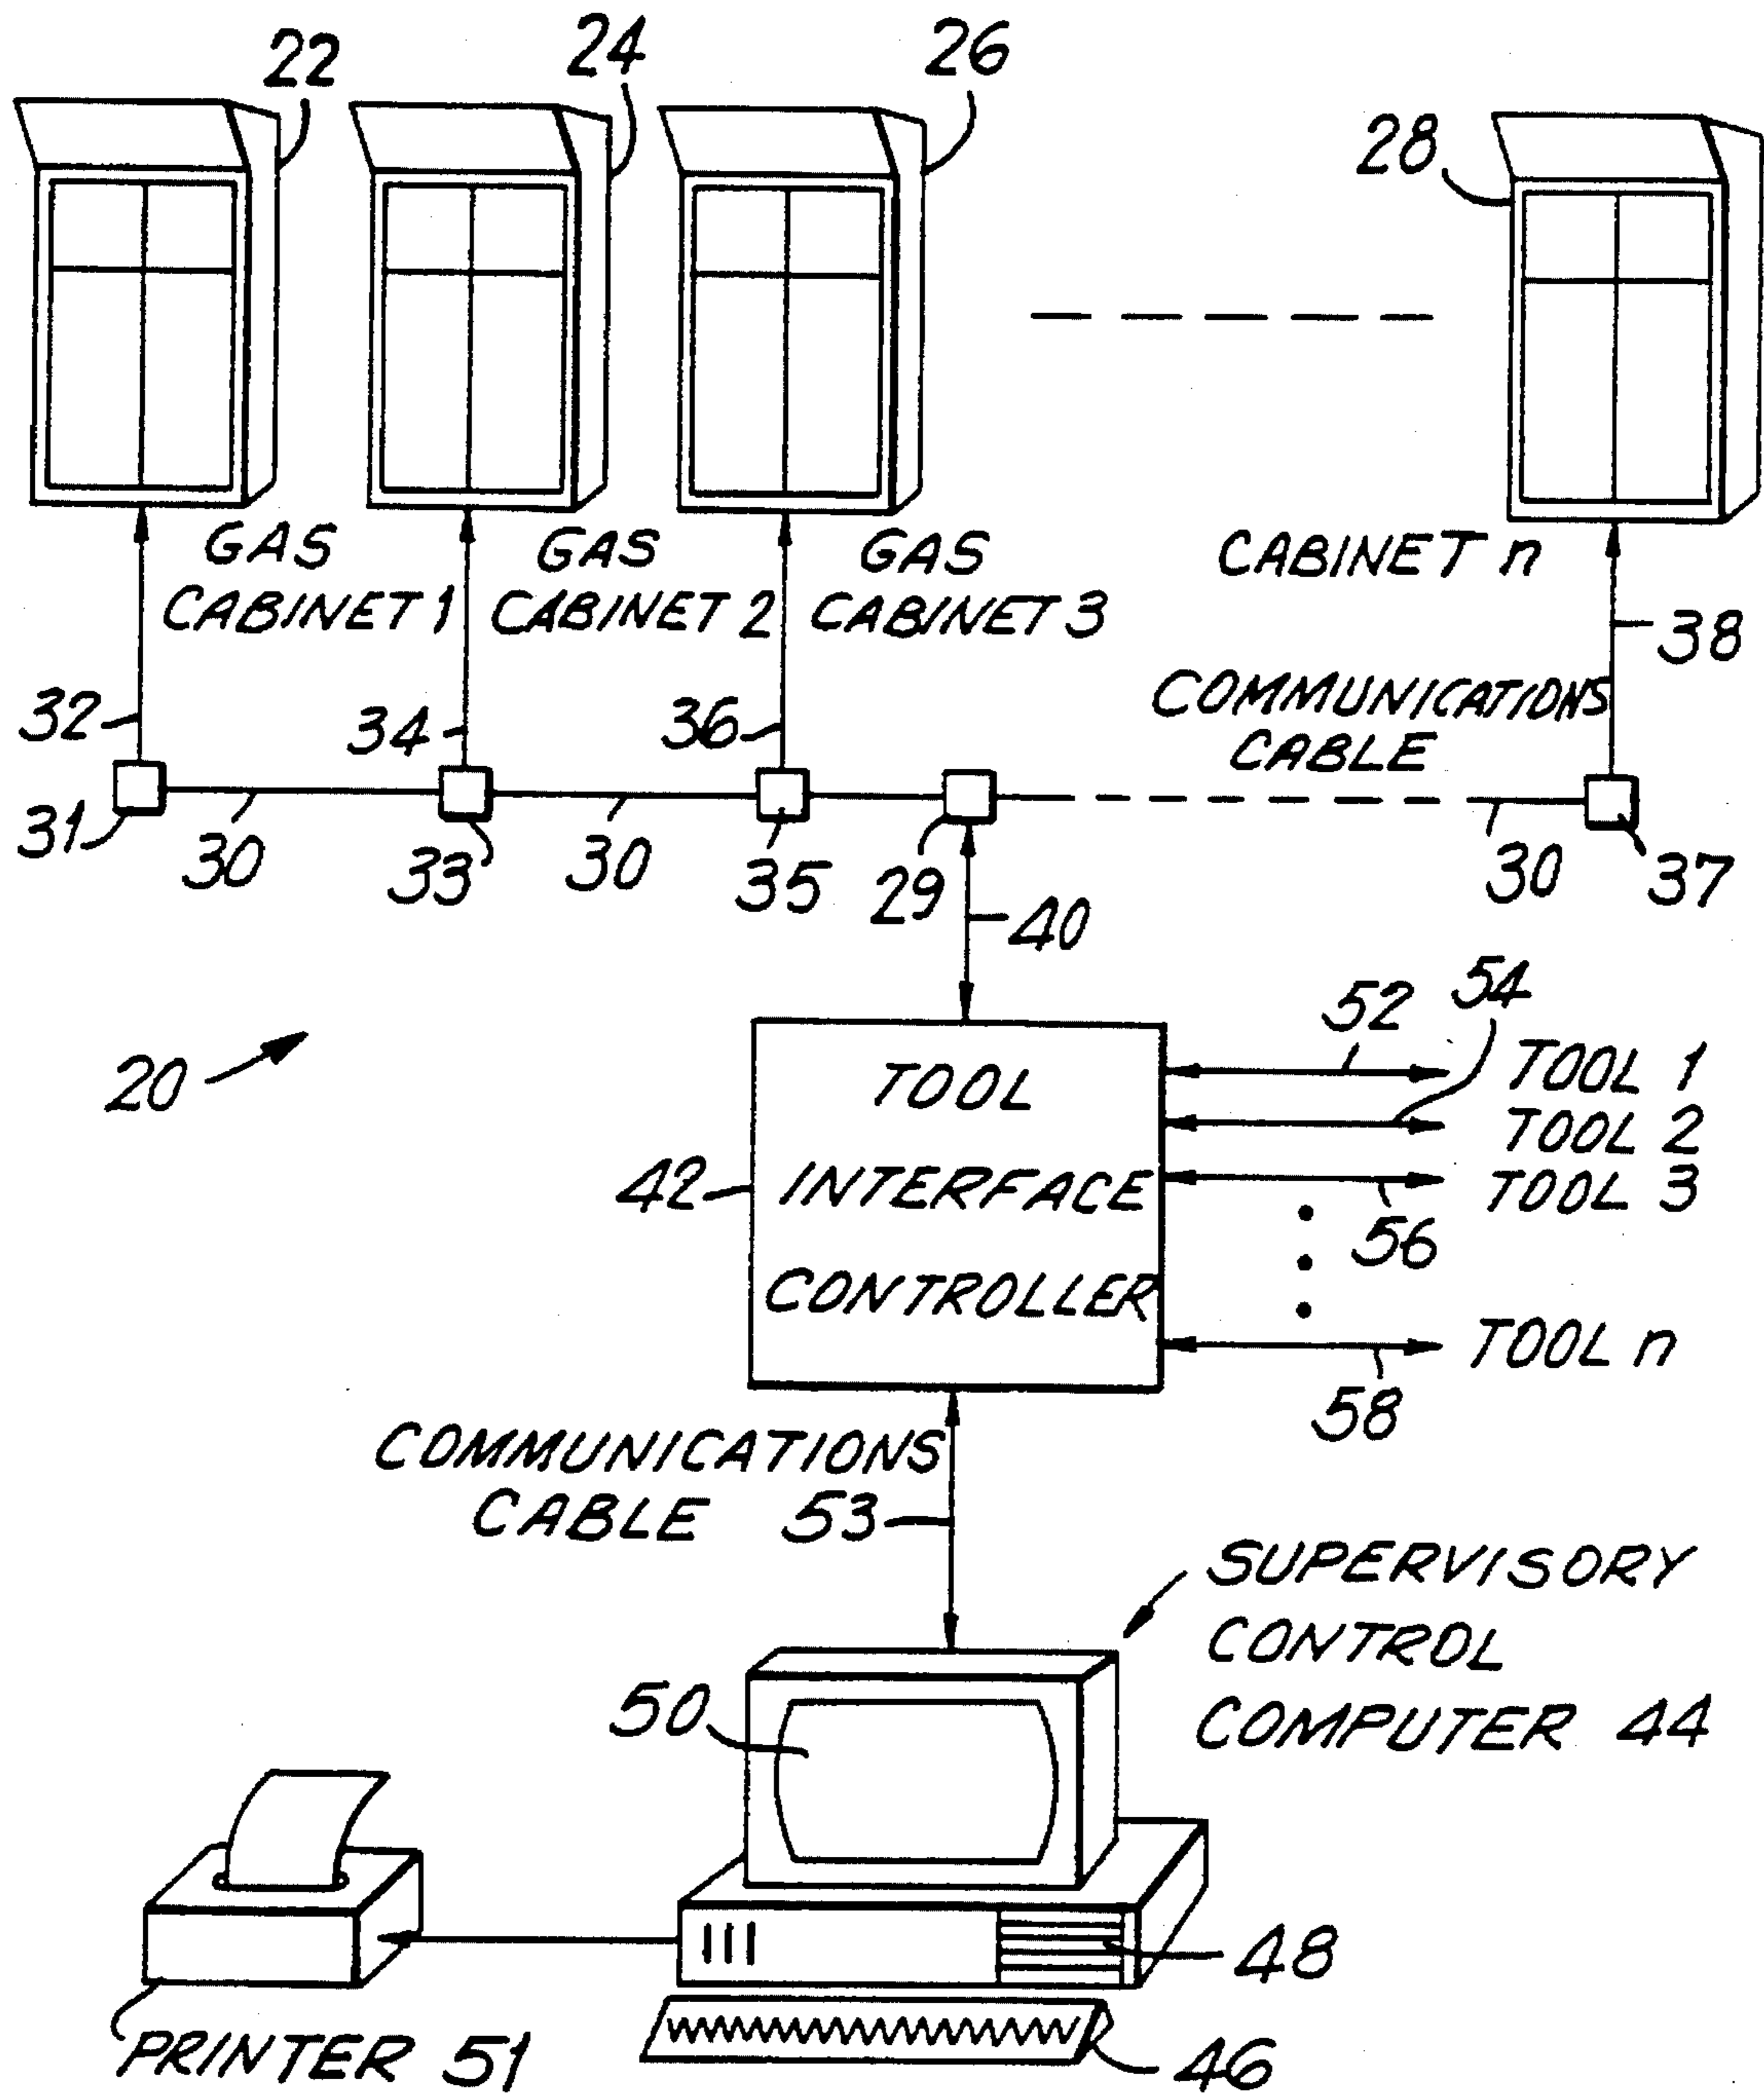 22
24
26
28
GAS
CABINET 1
GAS
CABINET 2
GAS
CABINET 3
CABINET n
32
34
36
38
COMMUNICATIONS
CABLE
31
30
33
30
35
29
30
37
40
20
42
TOOL
INTERFACE
CONTROLLER
52
54
TOOL 1
TOOL 2
TOOL 3
56
TOOL n
58
COMMUNICATIONS
CABLE 53
SUPERVISORY
CONTROL
COMPUTER 44
50
48
PRINTER 51
46